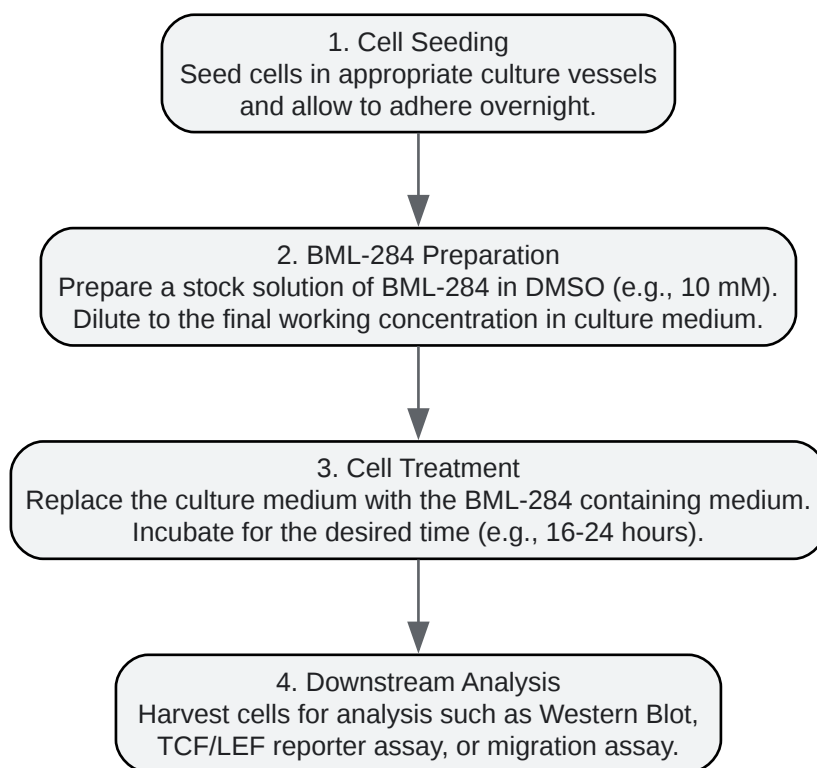 1. Cell Seeding
Seed cells in appropriate culture vessels
and allow to adhere overnight.
2. BML-284 Preparation
Prepare a stock solution of BML-284 in DMSO (e.g., 10 mM).
Dilute to the final working concentration in culture medium.
3. Cell Treatment
Replace the culture medium with the BML-284 containing medium.
Incubate for the desired time (e.g., 16-24 hours).
4. Downstream Analysis
Harvest cells for analysis such as Western Blot,
TCF/LEF reporter assay, or migration assay.